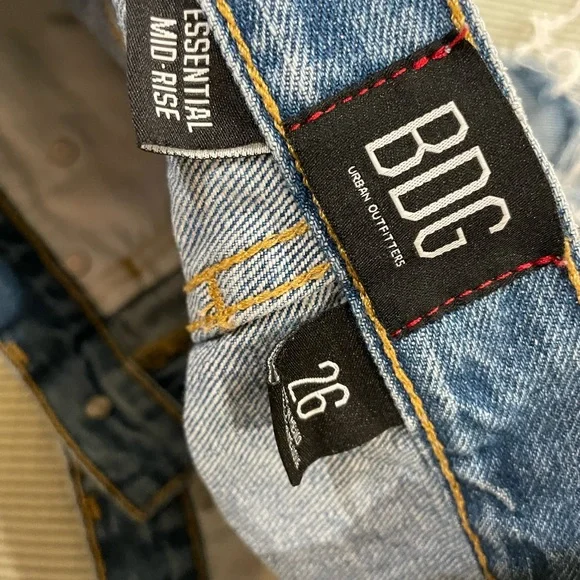 ESSENTIAL
MID·RISE
BDG
URBAN OUTFITTERS
26